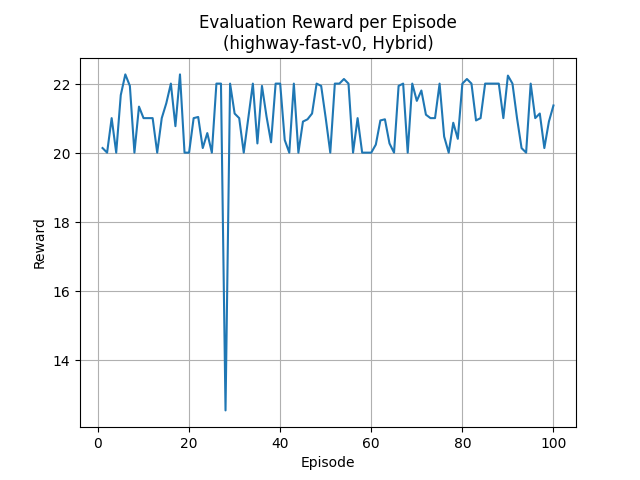 Evaluation Reward per Episode
(highway-fast-v0, Hybrid)
Reward
22
20
18
16
14
0 20 40 60 80 100
Episode